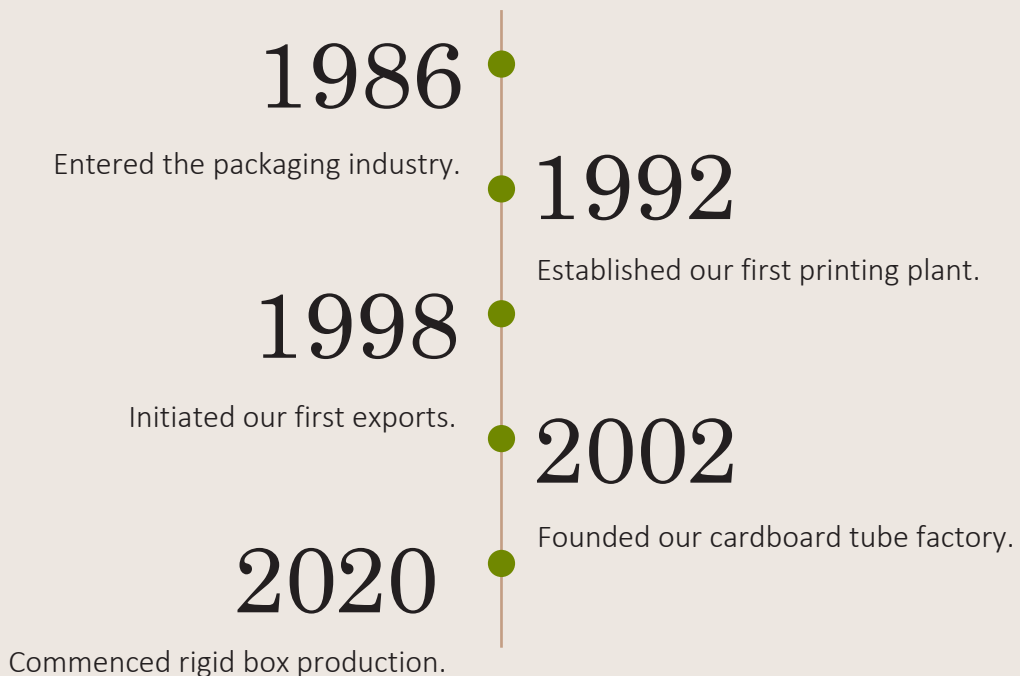 1986
Entered the packaging industry.
1992
Established our first printing plant.
1998
Initiated our first exports.
2002
Founded our cardboard tube factory.
2020
Commenced rigid box production.